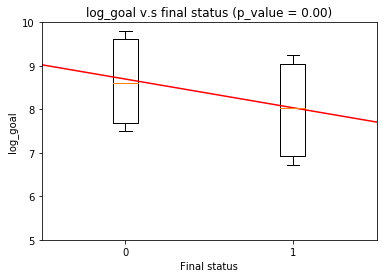 log_goal v.s final status (p_value = 0.00)
10
9
8
7
6
5
log_goal
0 1
Final status